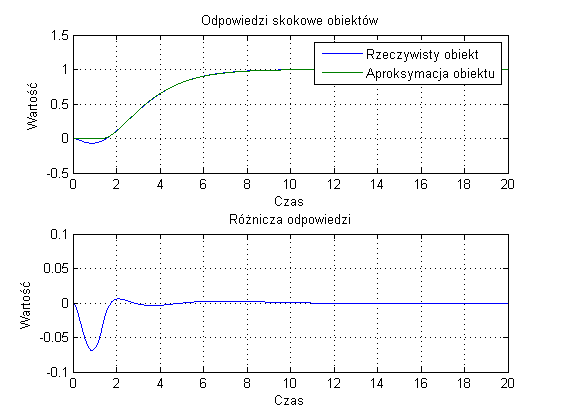 Odpowiedzi skokowe obiektów
1.5
1
0.5
0
-0.5
Wartość
Rzeczywisty obiekt
Aproksymacja obiektu
0 2 4 6 8 10 12 14 16 18 20
Czas
Różnicza odpowiedzi
0.1
0.05
0
-0.05
-0.1
Wartość
0 2 4 6 8 10 12 14 16 18 20
Czas